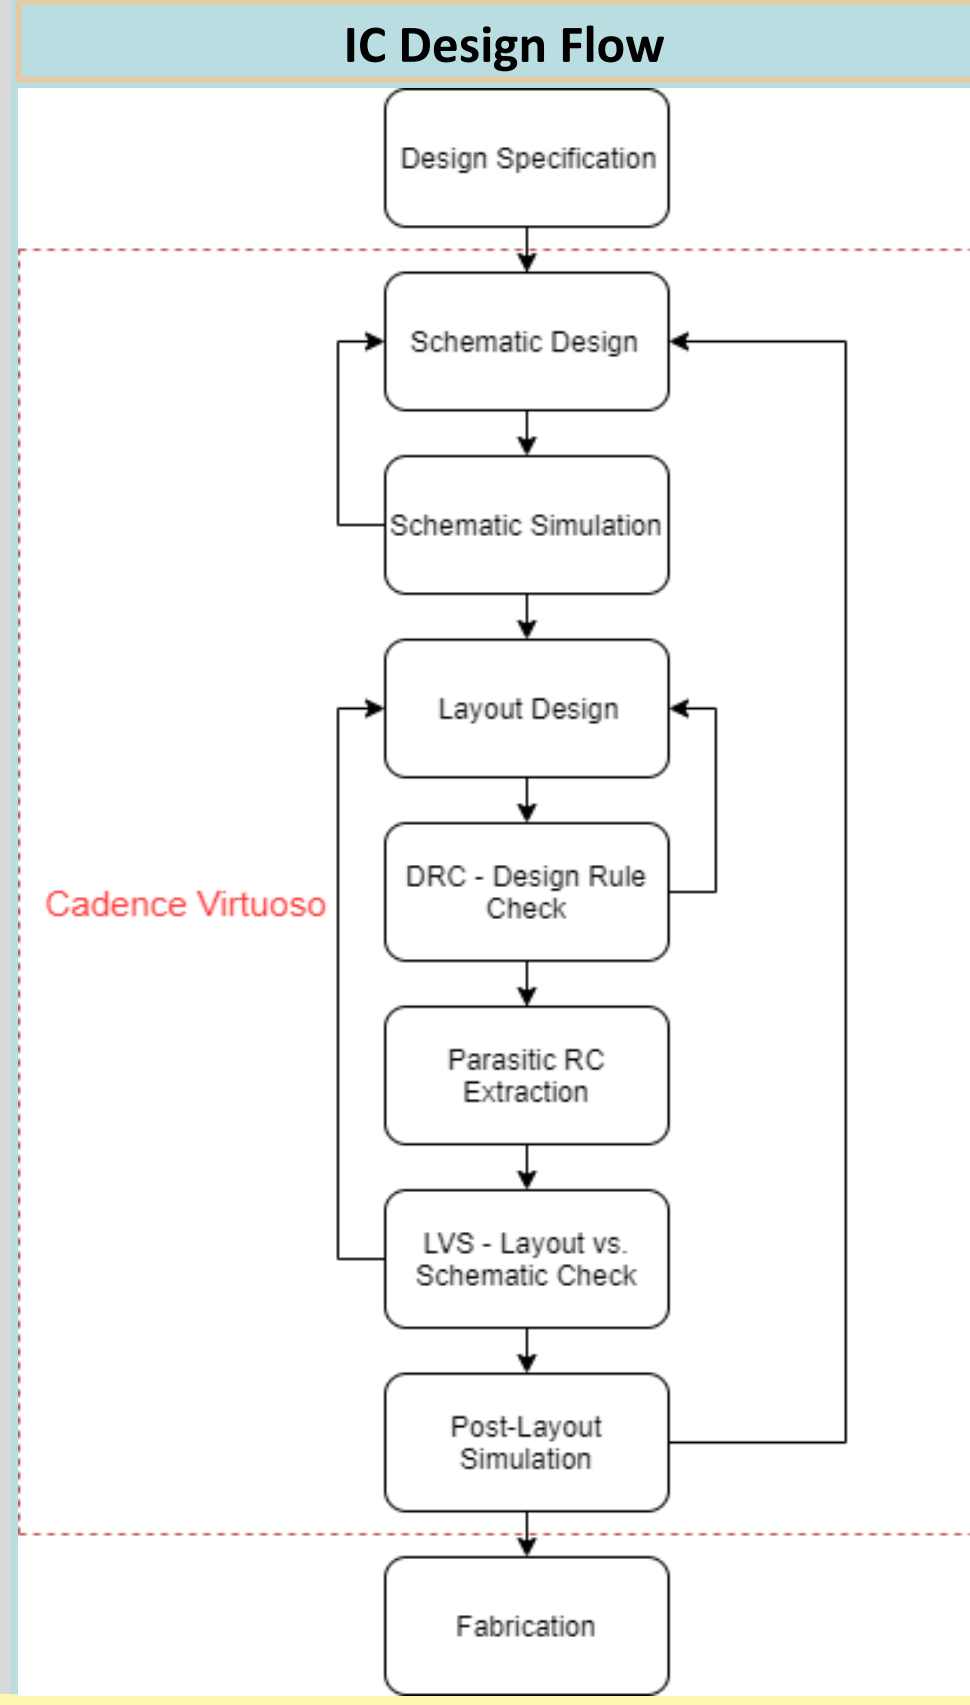 IC Design Flow
Design Specification
Schematic Design
Schematic Simulation
Layout Design
DRC - Design Rule
Check
Cadence Virtuoso
Parasitic RC
Extraction
LVS - Layout vs.
Schematic Check
Post-Layout
Simulation
Fabrication